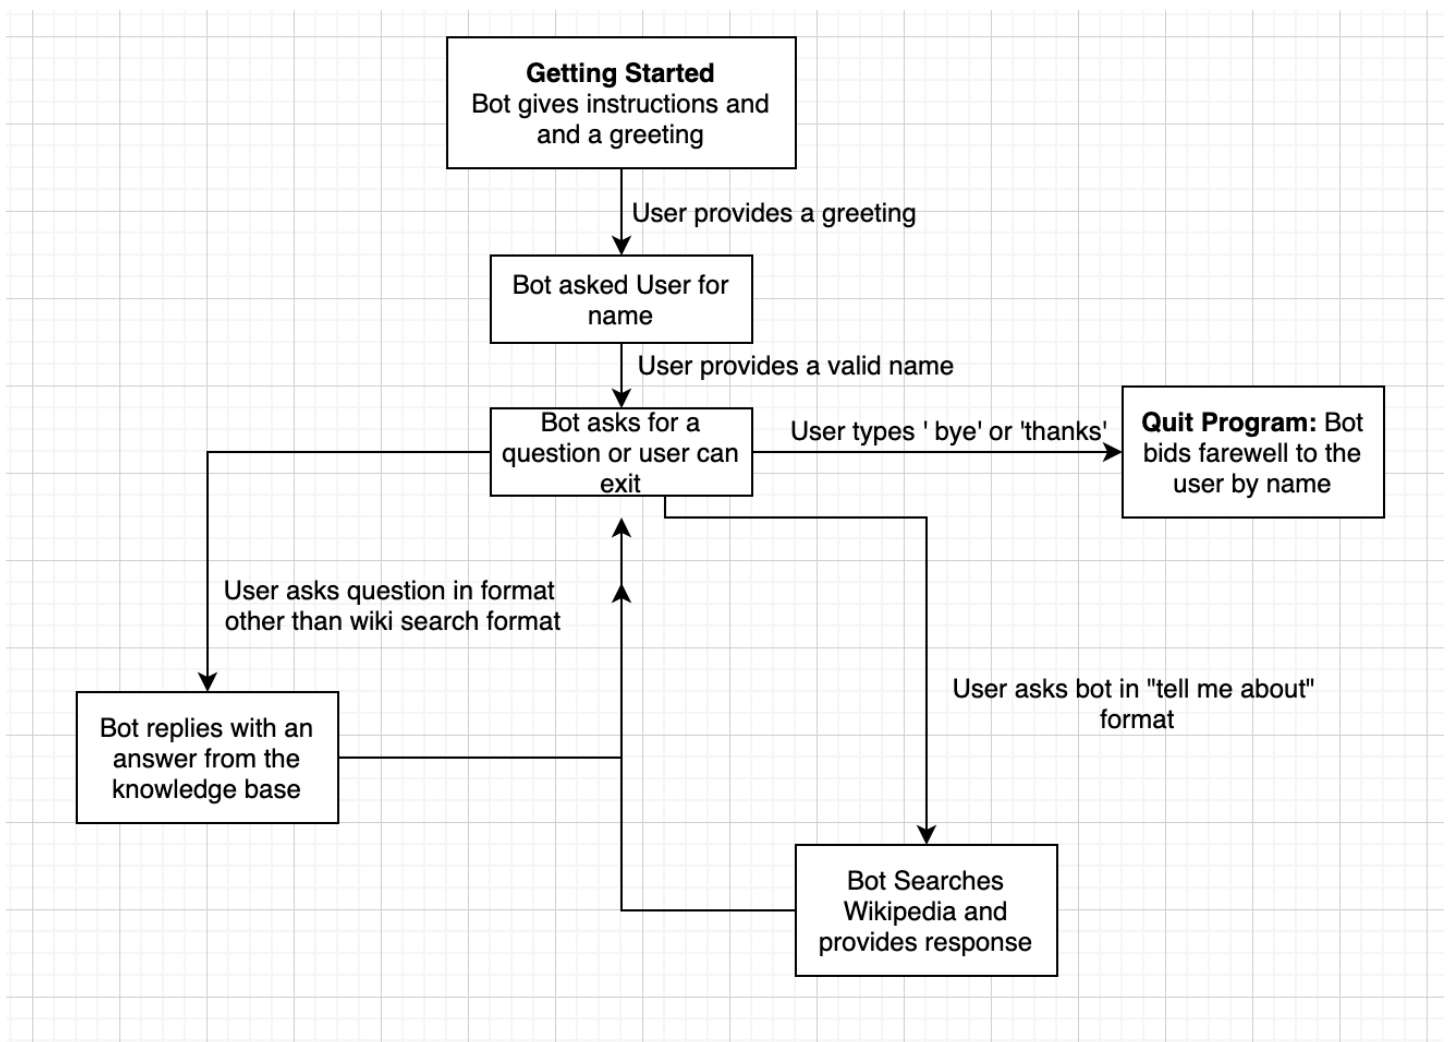 Getting Started
Bot gives instructions and
and a greeting
User provides a greeting
Bot asked User for
name
User provides a valid name
Bot asks for a
question or user can
exit
User types ' bye' or 'thanks'
Quit Program: Bot
bids farewell to the
user by name
User asks question in format
other than wiki search format
User asks bot in "tell me about"
format
Bot replies with an
answer from the
knowledge base
Bot Searches
Wikipedia and
provides response